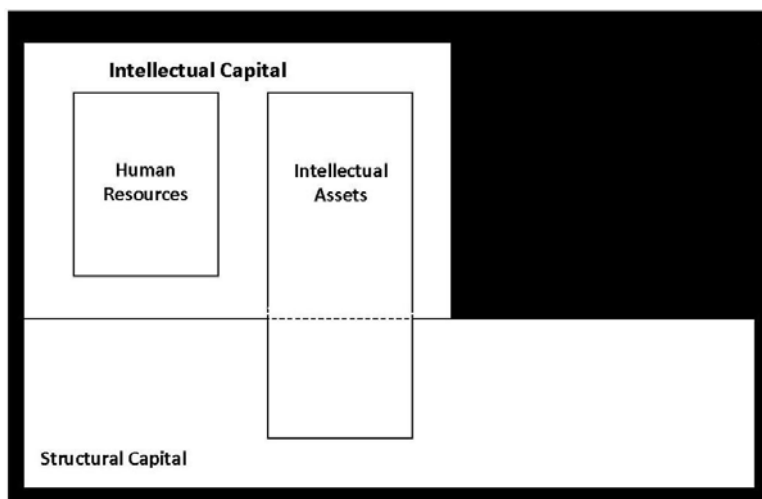 Intellectual Capital
Human
Resources
Intellectual
Assets
Structural Capital